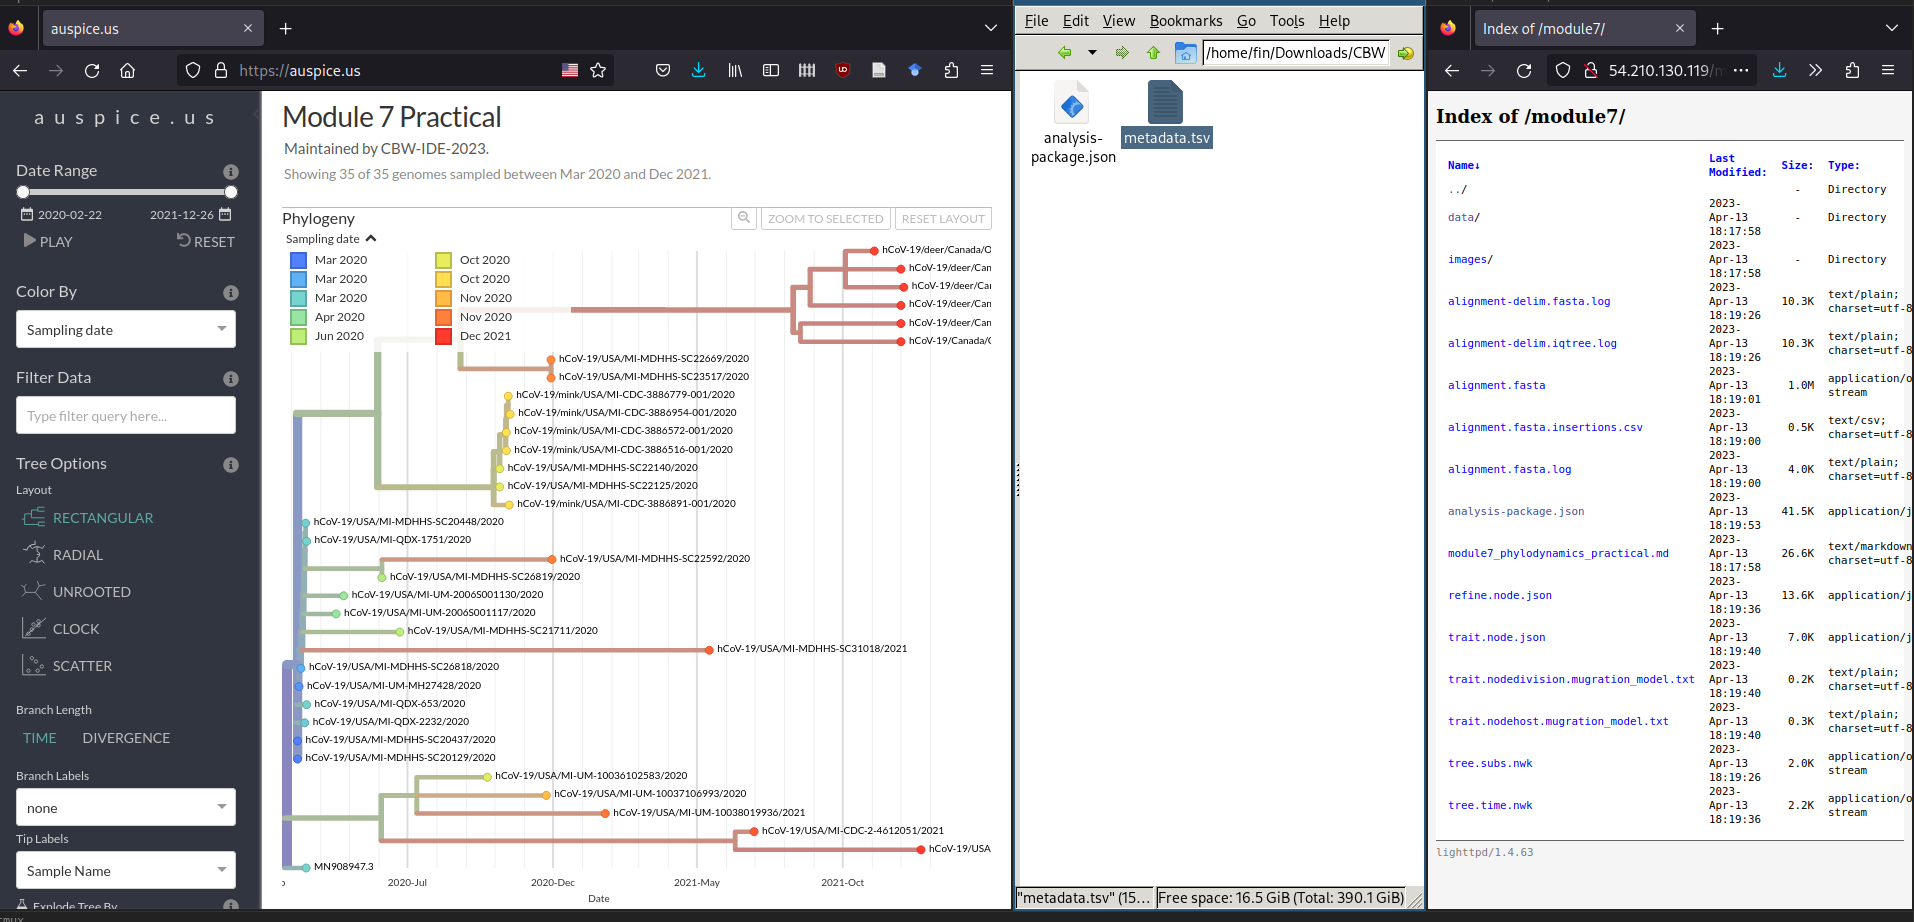 auspice.us
https://auspice.us
auspice.us
Date Range
2020-02-22 2021-12-26
PLAY RESET
Color By
Sampling date
Filter Data
Type filter query here...
Tree Options
Layout
RECTANGULAR
RADIAL
UNROOTED
CLOCK
SCATTER
Branch Length
TIME DIVERGENCE
Branch Labels
none
Tip Labels
Sample Name
Explode Tree By
Module 7 Practical
Maintained by CBW-IDE-2023.
Showing 35 of 35 genomes sampled between Mar 2020 and Dec 2021.
Phylogeny
ZOOM TO SELECTED RESET LAYOUT
Sampling date
Mar 2020 Oct 2020
Mar 2020 Oct 2020
Mar 2020 Nov 2020
Apr 2020 Nov 2020
Jun 2020 Dec 2021
hCoV-19/deer/Canada/O
hCoV-19/deer/Can
hCoV-19/deer/Ca
hCoV-19/deer/Can
hCoV-19/deer/Can
hCoV-19/Canada/
hCoV-19/USA/MI-MDHHS-SC22669/2020
hCoV-19/USA/MI-MDHHS-SC23517/2020
hCoV-19/mink/USA/MI-CDC-3886779-001/2020
hCoV-19/mink/USA/MI-CDC-3886954-001/2020
hCoV-19/mink/USA/MI-CDC-3886572-001/2020
hCoV-19/mink/USA/MI-CDC-3886516-001/2020
hCoV-19/USA/MI-MDHHS-SC22140/2020
hCoV-19/USA/MI-MDHHS-SC22125/2020
hCoV-19/mink/USA/MI-CDC-3886891-001/2020
hCoV-19/USA/MI-MDHHS-SC20448/2020
hCoV-19/USA/MI-QDX-1751/2020
hCoV-19/USA/MI-MDHHS-SC22592/2020
hCoV-19/USA/MI-MDHHS-SC26819/2020
hCoV-19/USA/MI-UM-2006S001130/2020
hCoV-19/USA/MI-UM-2006S001117/2020
hCoV-19/USA/MI-MDHHS-SC21711/2020
hCoV-19/USA/MI-MDHHS-SC31018/2021
hCoV-19/USA/MI-MDHHS-SC26818/2020
hCoV-19/USA/MI-UM-MH27428/2020
hCoV-19/USA/MI-QDX-653/2020
hCoV-19/USA/MI-QDX-2232/2020
hCoV-19/USA/MI-MDHHS-SC20437/2020
hCoV-19/USA/MI-MDHHS-SC20129/2020
hCoV-19/USA/MI-UM-10036102583/2020
hCoV-19/USA/MI-UM-10037106993/2020
hCoV-19/USA/MI-UM-10038019936/2021
hCoV-19/USA/MI-CDC-2-4612051/2021
hCoV-19/USA
MN908947.3
2020-Jul 2020-Dec 2021-May 2021-Oct
Date
File Edit View Bookmarks Go Tools Help
/home/fin/Downloads/CBW
analysis-
package.json
metadata.tsv
"metadata.tsv" (15... Free space: 16.5 GiB (Total: 390.1 GiB)
Index of /module7/
54.210.130.119/
Index of /module7/
Name↓ Last Modified: Size: Type:
../ - Directory
data/ 2023-Apr-13 18:17:58 - Directory
images/ 2023-Apr-13 18:17:58 - Directory
alignment-delim.fasta.log 2023-Apr-13 18:19:26 10.3K text/plain; charset=utf-8
alignment-delim.iqtree.log 2023-Apr-13 18:19:26 10.3K text/plain; charset=utf-8
alignment.fasta 2023-Apr-13 18:19:01 1.0M application/o stream
alignment.fasta.insertions.csv 2023-Apr-13 18:19:00 0.5K text/csv; charset=utf-8
alignment.fasta.log 2023-Apr-13 18:19:00 4.0K text/plain; charset=utf-8
analysis-package.json 2023-Apr-13 18:19:53 41.5K application/j
module7_phylodynamics_practical.md 2023-Apr-13 18:17:58 26.6K text/markdown charset=utf-8
refine.node.json 2023-Apr-13 18:19:36 13.6K application/j
trait.node.json 2023-Apr-13 18:19:40 7.0K application/j
trait.nodedivision.mugration_model.txt 2023-Apr-13 18:19:40 0.2K text/plain; charset=utf-8
trait.nodehost.mugration_model.txt 2023-Apr-13 18:19:40 0.3K text/plain; charset=utf-8
tree.subs.nwk 2023-Apr-13 18:19:26 2.0K application/o stream
tree.time.nwk 2023-Apr-13 18:19:36 2.2K application/o stream
lighttpd/1.4.63